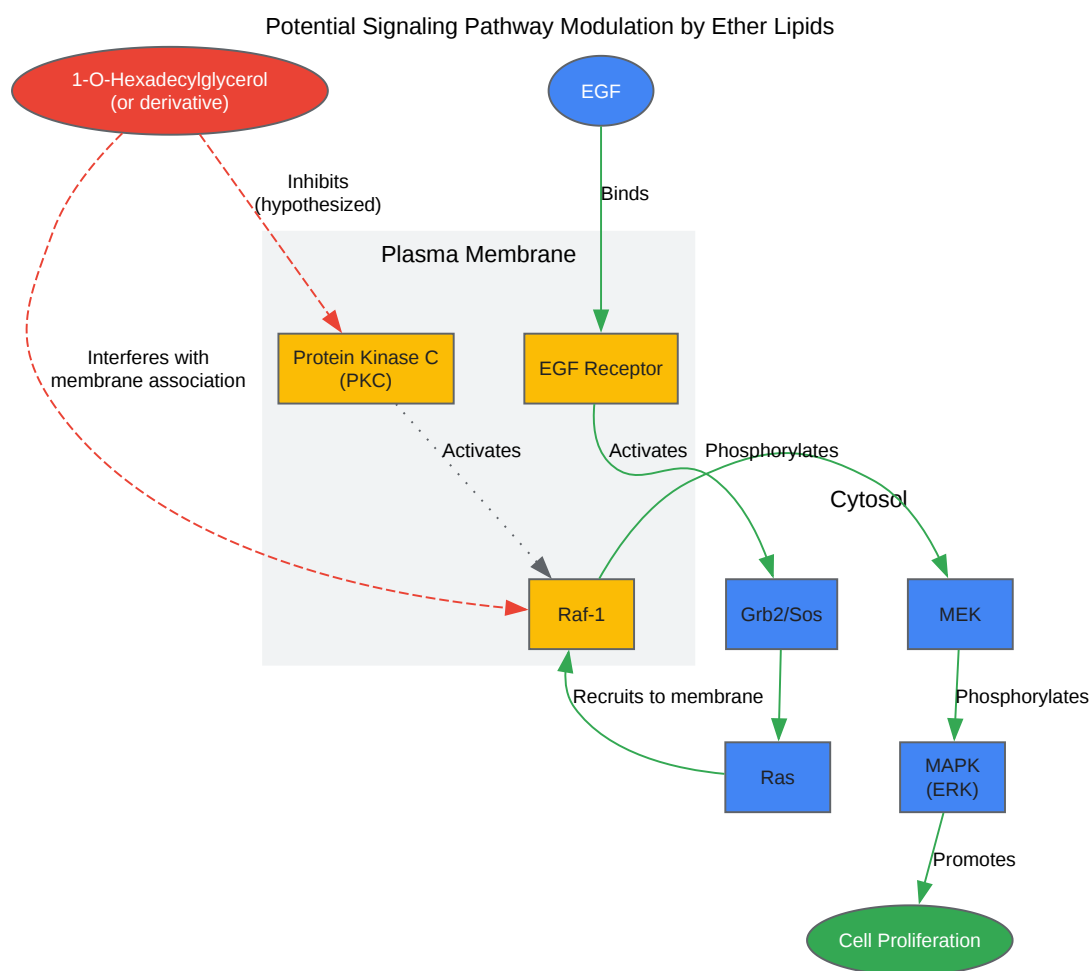 Potential Signaling Pathway Modulation by Ether Lipids
1-O-Hexadecylglycerol
(or derivative)
EGF
Inhibits
(hypothesized)
Binds
Plasma Membrane
Interferes with
membrane association
Protein Kinase C
(PKC)
EGF Receptor
Activates
Activates
Phosphorylates
Cytosol
Raf-1
Grb2/Sos
MEK
Recruits to membrane
Phosphorylates
Ras
MAPK
(ERK)
Promotes
Cell Proliferation